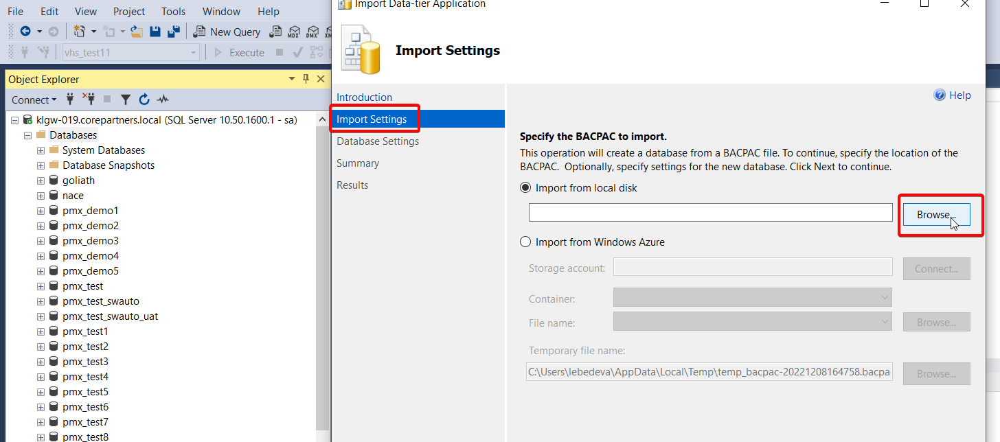 File Edit View Project Tools Window Help
New Query MDX DMX
vhs_test11 Execute
Object Explorer
Connect
klgw-019.corepartners.local (SQL Server 10.50.1600.1 - sa)
Databases
System Databases
Database Snapshots
goliath
nace
pmx_demo1
pmx_demo2
pmx_demo3
pmx_demo4
pmx_demo5
pmx_test
pmx_test_swauto
pmx_test_swauto_uat
pmx_test1
pmx_test2
pmx_test3
pmx_test4
pmx_test5
pmx_test6
pmx_test7
pmx_test8
Import Data-tier Application
Import Settings
Introduction
Import Settings
Database Settings
Summary
Results
Help
Specify the BACPAC to import.
This operation will create a database from a BACPAC file. To continue, specify the location of the
BACPAC. Optionally, specify settings for the new database. Click Next to continue.
Import from local disk
Browse...
Import from Windows Azure
Storage account: Connect...
Container:
File name: Browse...
Temporary file name:
C:\Users\lebedeva\AppData\Local\Temp\temp_bacpac-20221208164758.bacpa Browse...